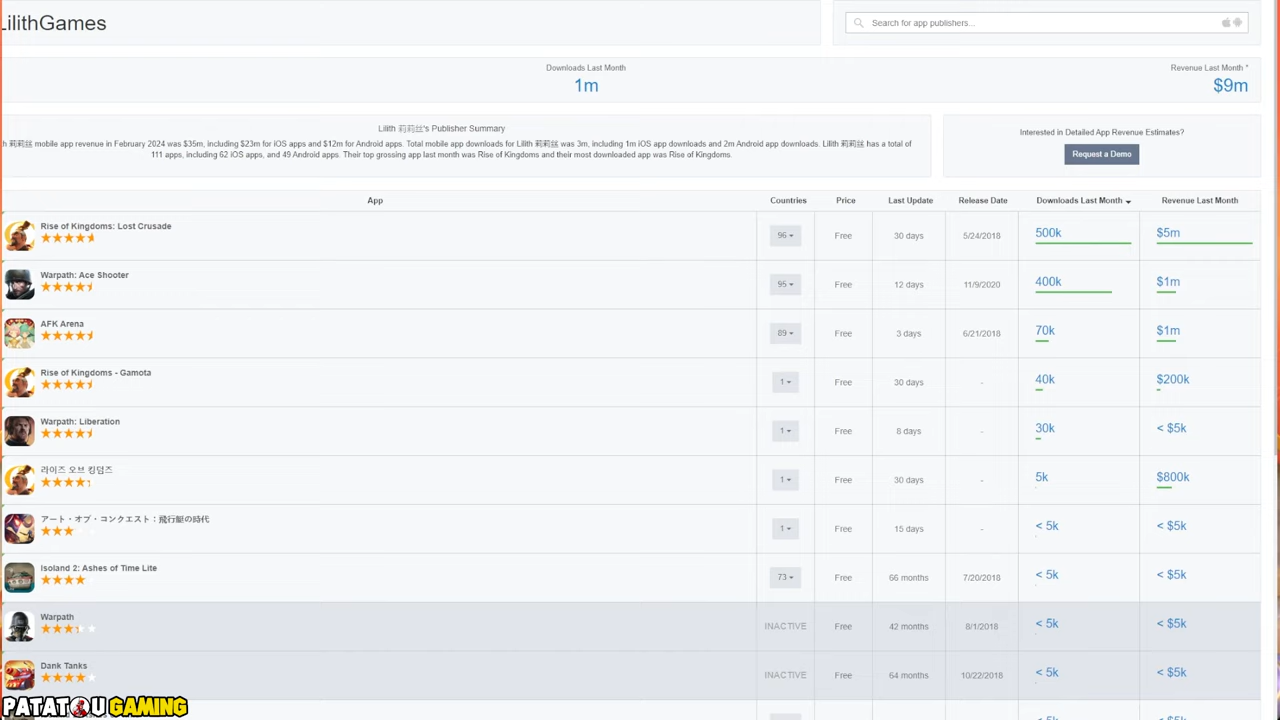 LilithGames
Search for app publishers...
Downloads Last Month
1m
Revenue Last Month *
$9m
Lilith 莉莉丝's Publisher Summary
h 莉莉丝 mobile app revenue in February 2024 was $35m, including $23m for iOS apps and $12m for Android apps. Total mobile app downloads for Lilith 莉莉丝 was 3m, including 1m iOS app downloads and 2m Android app downloads. Lilith 莉莉丝 has a total of
111 apps, including 62 iOS apps, and 49 Android apps. Their top grossing app last month was Rise of Kingdoms and their most downloaded app was Rise of Kingdoms.
Interested in Detailed App Revenue Estimates?
Request a Demo
App Countries Price Last Update Release Date Downloads Last Month Revenue Last Month
Rise of Kingdoms: Lost Crusade 96 Free 30 days 5/24/2018 500k $5m
Warpath: Ace Shooter 95 Free 12 days 11/9/2020 400k $1m
AFK Arena 89 Free 3 days 6/21/2018 70k $1m
Rise of Kingdoms - Gamota 1 Free 30 days - 40k $200k
Warpath: Liberation 1 Free 8 days - 30k < $5k
라이즈 오브 킹덤즈 1 Free 30 days - 5k $800k
アート・オブ・コンクエスト：飛行艇の時代 1 Free 15 days - < 5k < $5k
Isoland 2: Ashes of Time Lite 73 Free 66 months 7/20/2018 < 5k < $5k
Warpath INACTIVE Free 42 months 8/1/2018 < 5k < $5k
Dank Tanks INACTIVE Free 64 months 10/22/2018 < 5k < $5k
PATATOU GAMING
< 5k < $5k